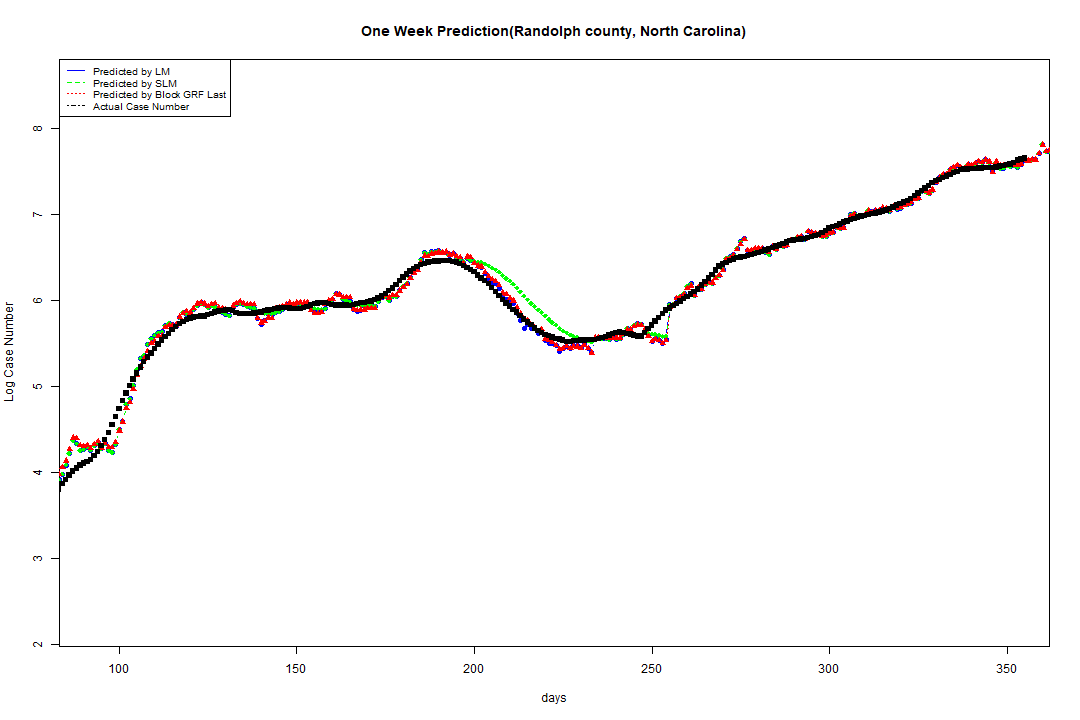 One Week Prediction(Randolph county, North Carolina)
Predicted by LM
Predicted by SLM
Predicted by Block GRF Last
Actual Case Number
8
7
6
5
4
3
2
Log Case Number
100 150 200 250 300 350
days